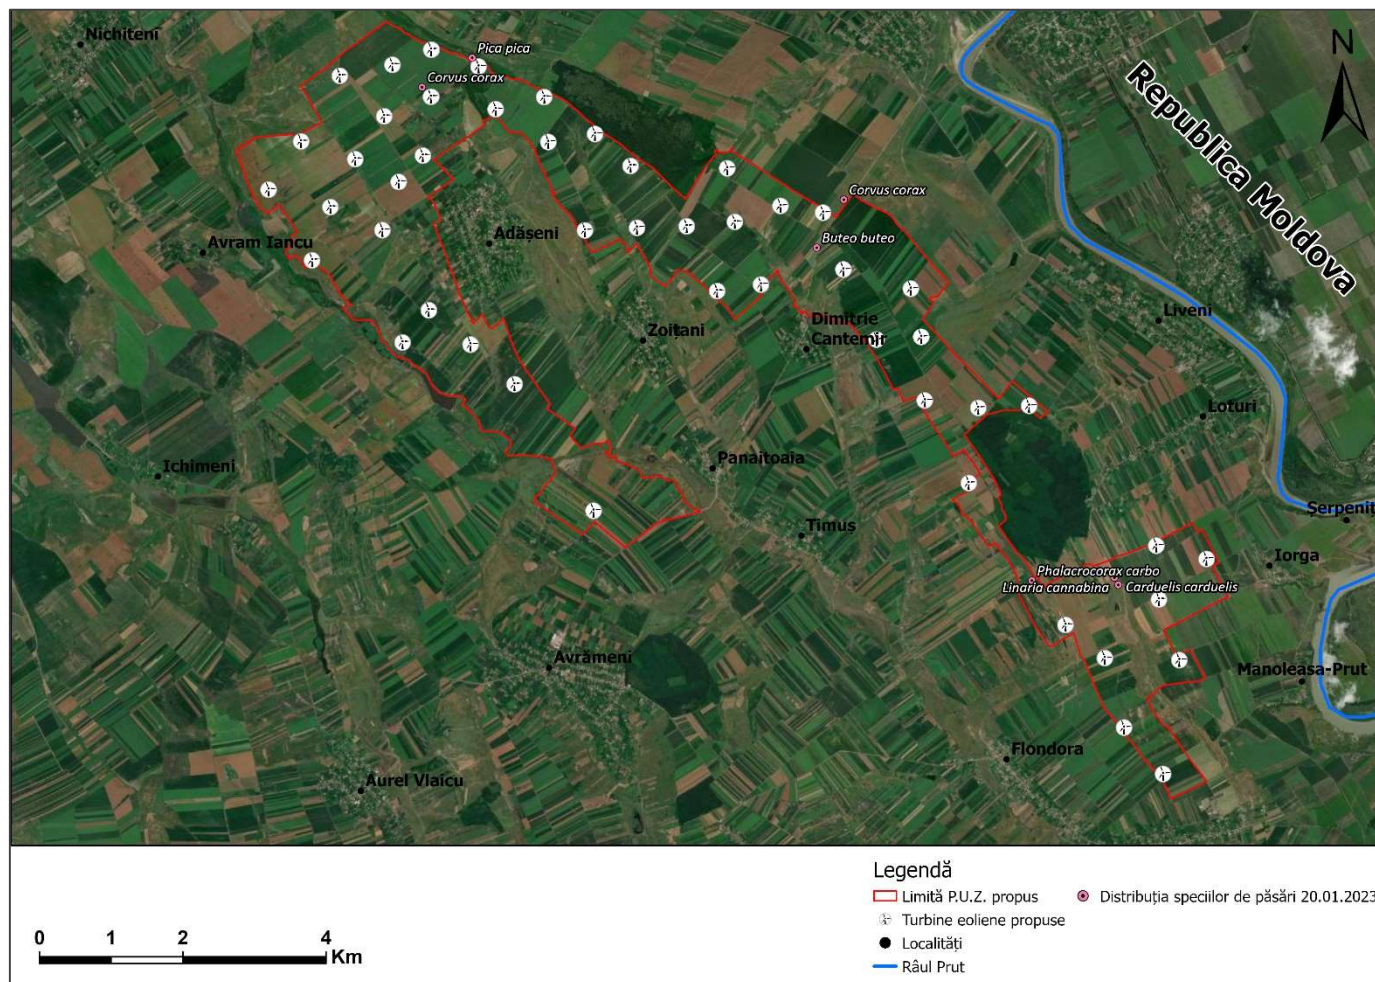 Nichiteni
Pica pica
Corvus corax
N
Republica Moldova
Corvus corax
Avram Iancu
Adășeni
Buteo buteo
Zoițani
Dimitrie
Cantemir
Liveni
Loturi
Ichimeni
Panaitoaia
Timuș
Șerpeniț
Iorga
Phalacrocorax carbo
Linaria cannabina
Carduelis carduelis
Avrămeni
Manoleasa-Prut
Flondora
Aurel Vlaicu
Legendă
Limită P.U.Z. propus
Distribuția speciilor de păsări 20.01.2023
Turbine eoliene propuse
Localități
Râul Prut
0 1 2 4
Km